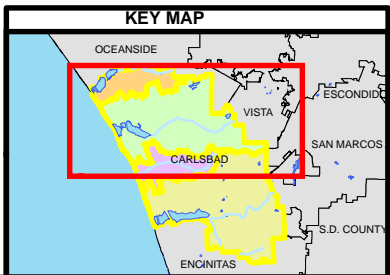 KEY MAP
OCEANSIDE
ESCONDID
VISTA
SAN MARCOS
CARLSBAD
S.D. COUNTY
ENCINITAS